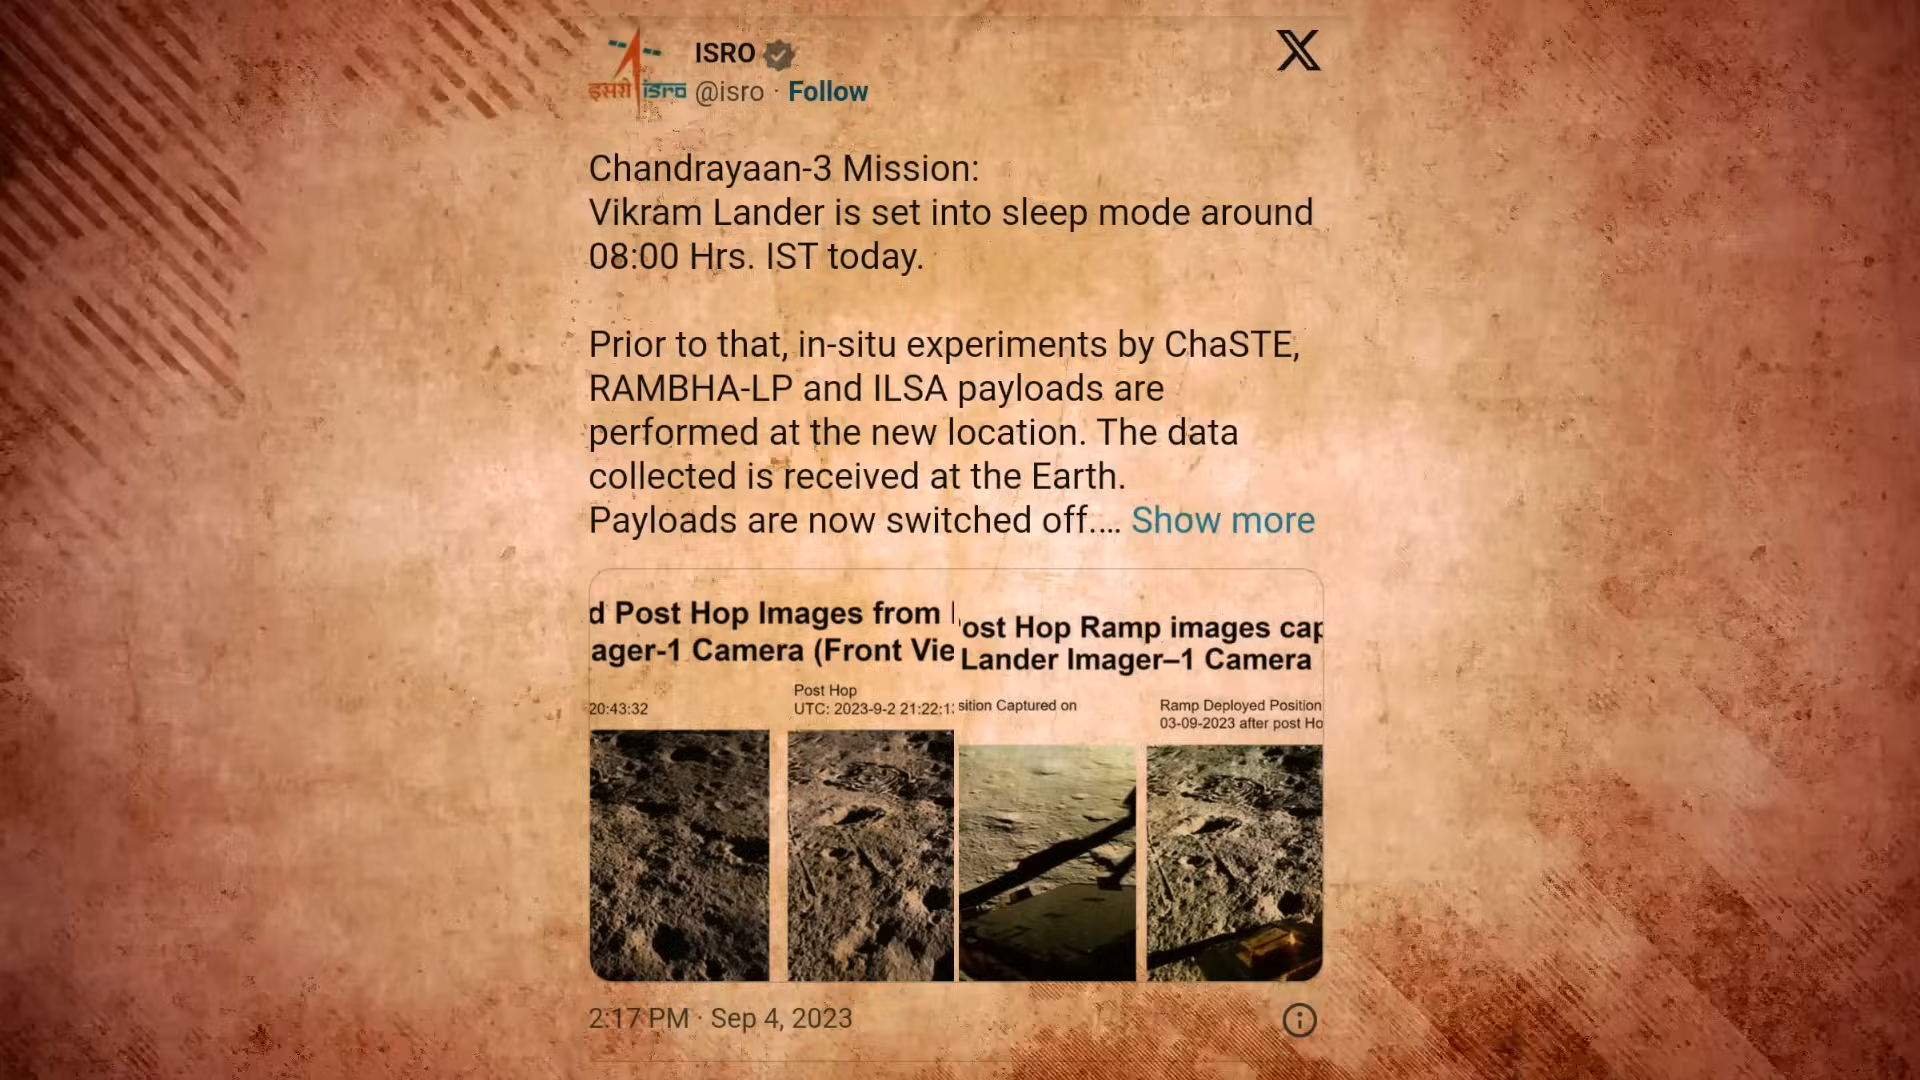 ISRO
इसरो isro @isro · Follow
Chandrayaan-3 Mission:
Vikram Lander is set into sleep mode around
08:00 Hrs. IST today.
Prior to that, in-situ experiments by ChaSTE,
RAMBHA-LP and ILSA payloads are
performed at the new location. The data
collected is received at the Earth.
Payloads are now switched off.... Show more
d Post Hop Images from
ager-1 Camera (Front Vie
20:43:32
Post Hop
UTC: 2023-9-2 21:22:1
ost Hop Ramp images cap
Lander Imager–1 Camera
sition Captured on
Ramp Deployed Position
03-09-2023 after post Ho
2:17 PM · Sep 4, 2023